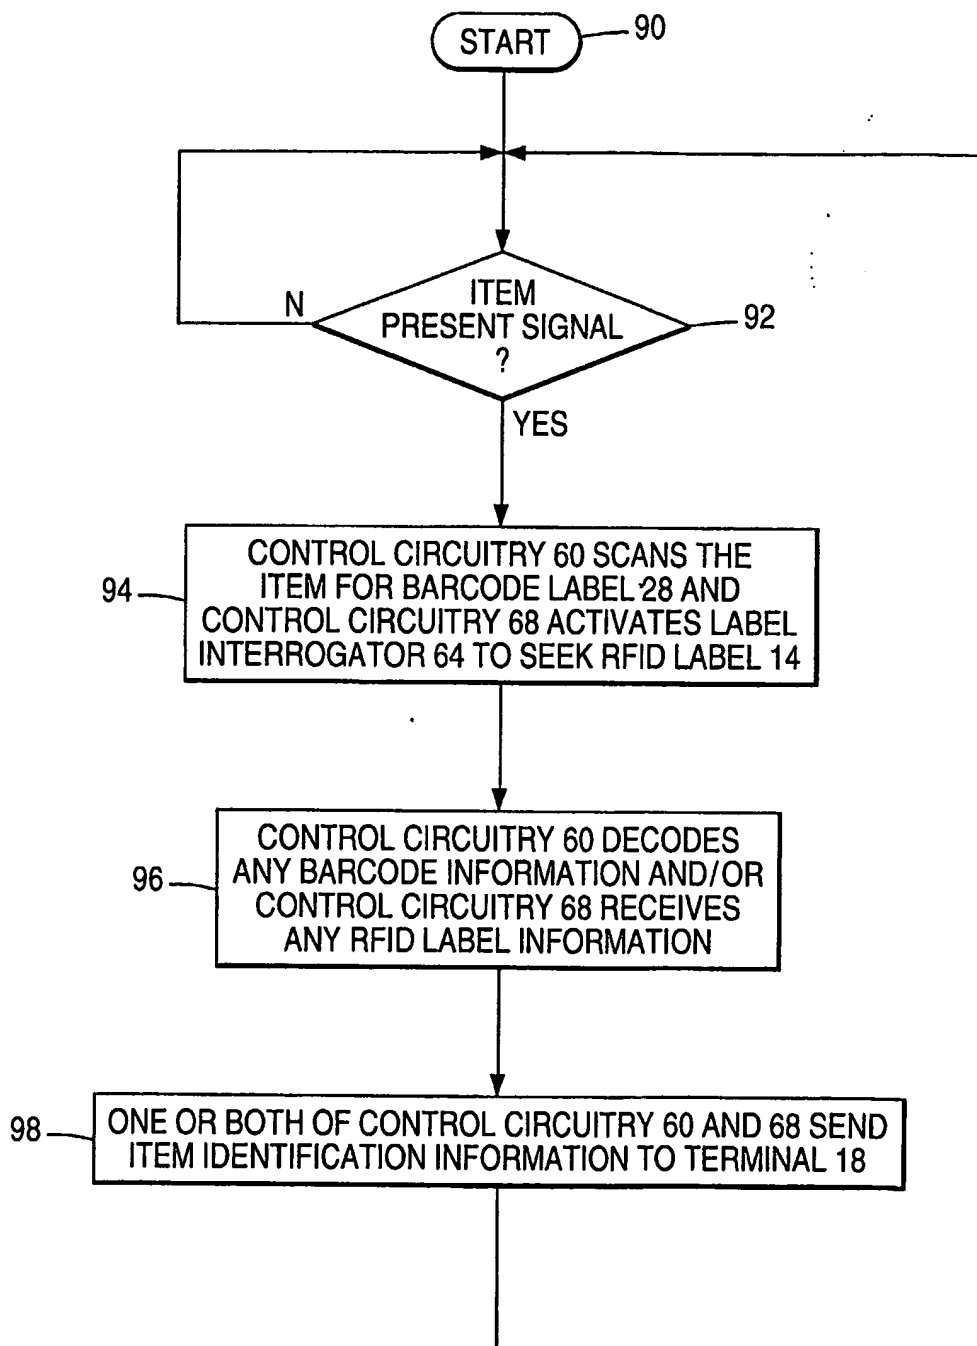 START
90
ITEM
PRESENT SIGNAL
?
92
N
YES
94
CONTROL CIRCUITRY 60 SCANS THE
ITEM FOR BARCODE LABEL 28 AND
CONTROL CIRCUITRY 68 ACTIVATES LABEL
INTERROGATOR 64 TO SEEK RFID LABEL 14
96
CONTROL CIRCUITRY 60 DECODES
ANY BARCODE INFORMATION AND/OR
CONTROL CIRCUITRY 68 RECEIVES
ANY RFID LABEL INFORMATION
98
ONE OR BOTH OF CONTROL CIRCUITRY 60 AND 68 SEND
ITEM IDENTIFICATION INFORMATION TO TERMINAL 18